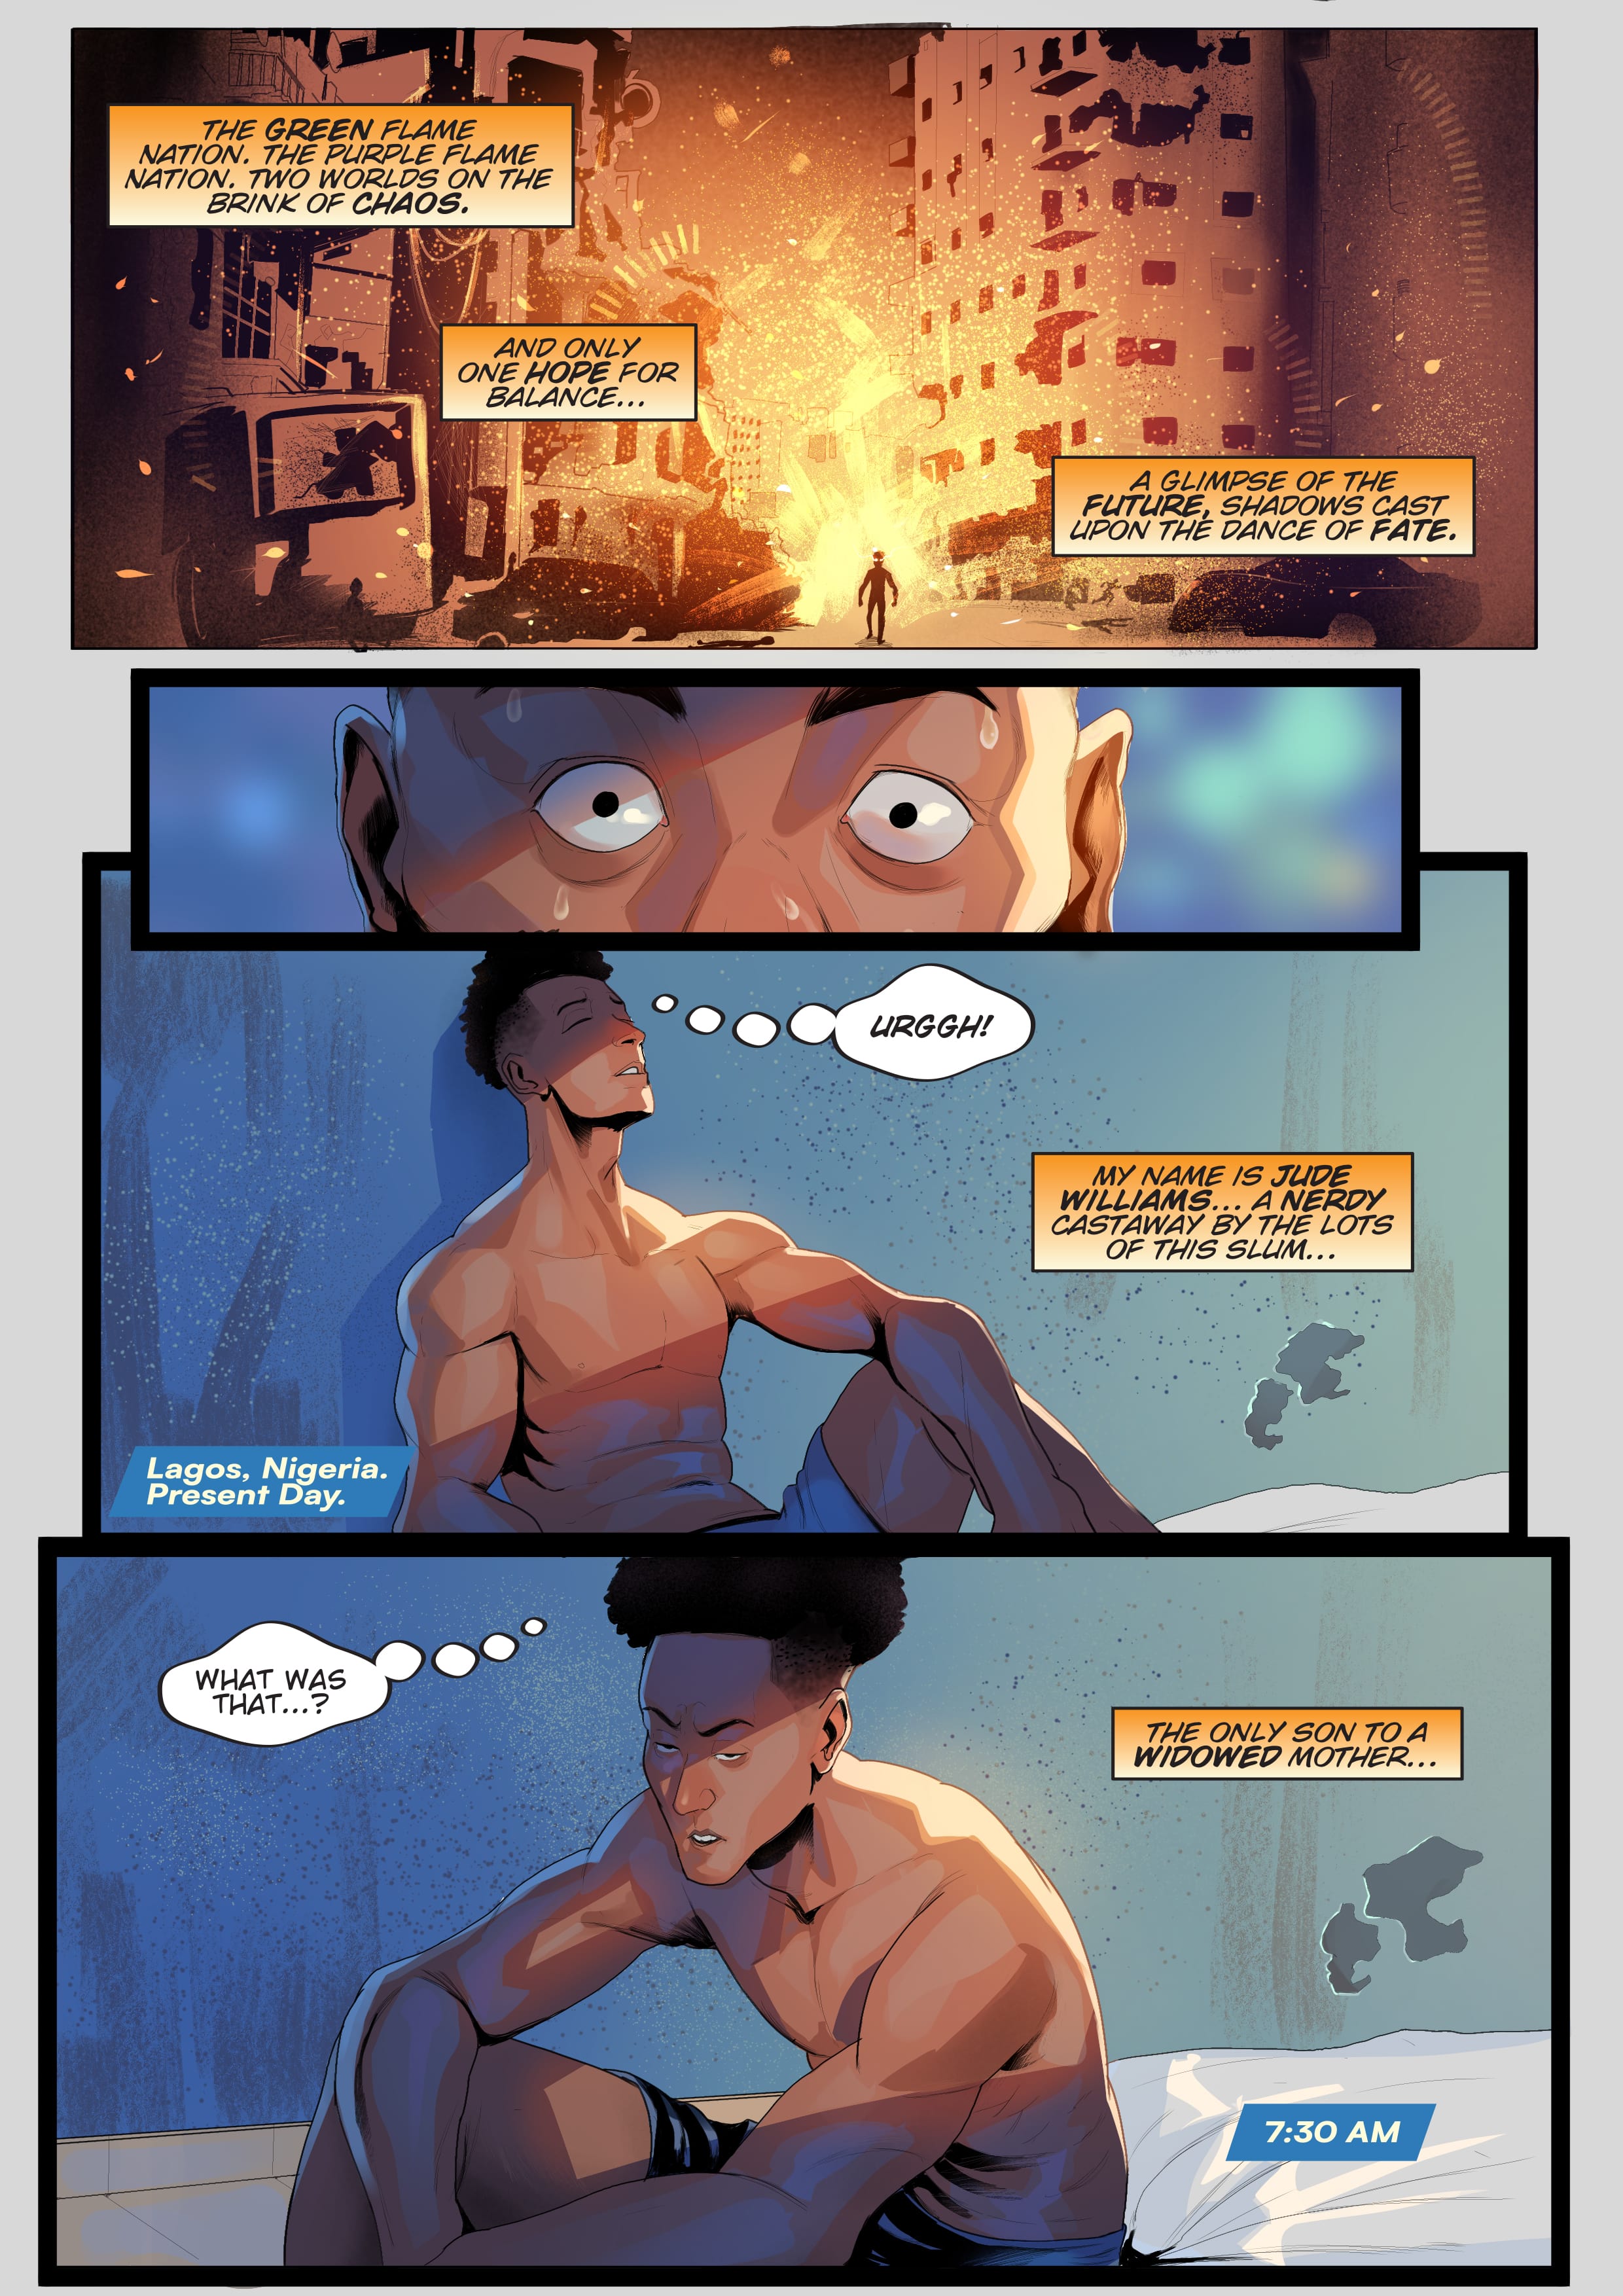 THE GREEN FLAME
NATION. THE PURPLE FLAME
NATION. TWO WORLDS ON THE
BRINK OF CHAOS.
AND ONLY
ONE HOPE FOR
BALANCE...
A GLIMPSE OF THE
FUTURE, SHADOWS CAST
UPON THE DANCE OF FATE.
URGGH!
MY NAME IS JUDE
WILLIAMS... A NERDY
CASTAWAY BY THE LOTS
OF THIS SLUM...
Lagos, Nigeria.
Present Day.
WHAT WAS
THAT...?
THE ONLY SON TO A
WIDOWED MOTHER...
7:30 AM